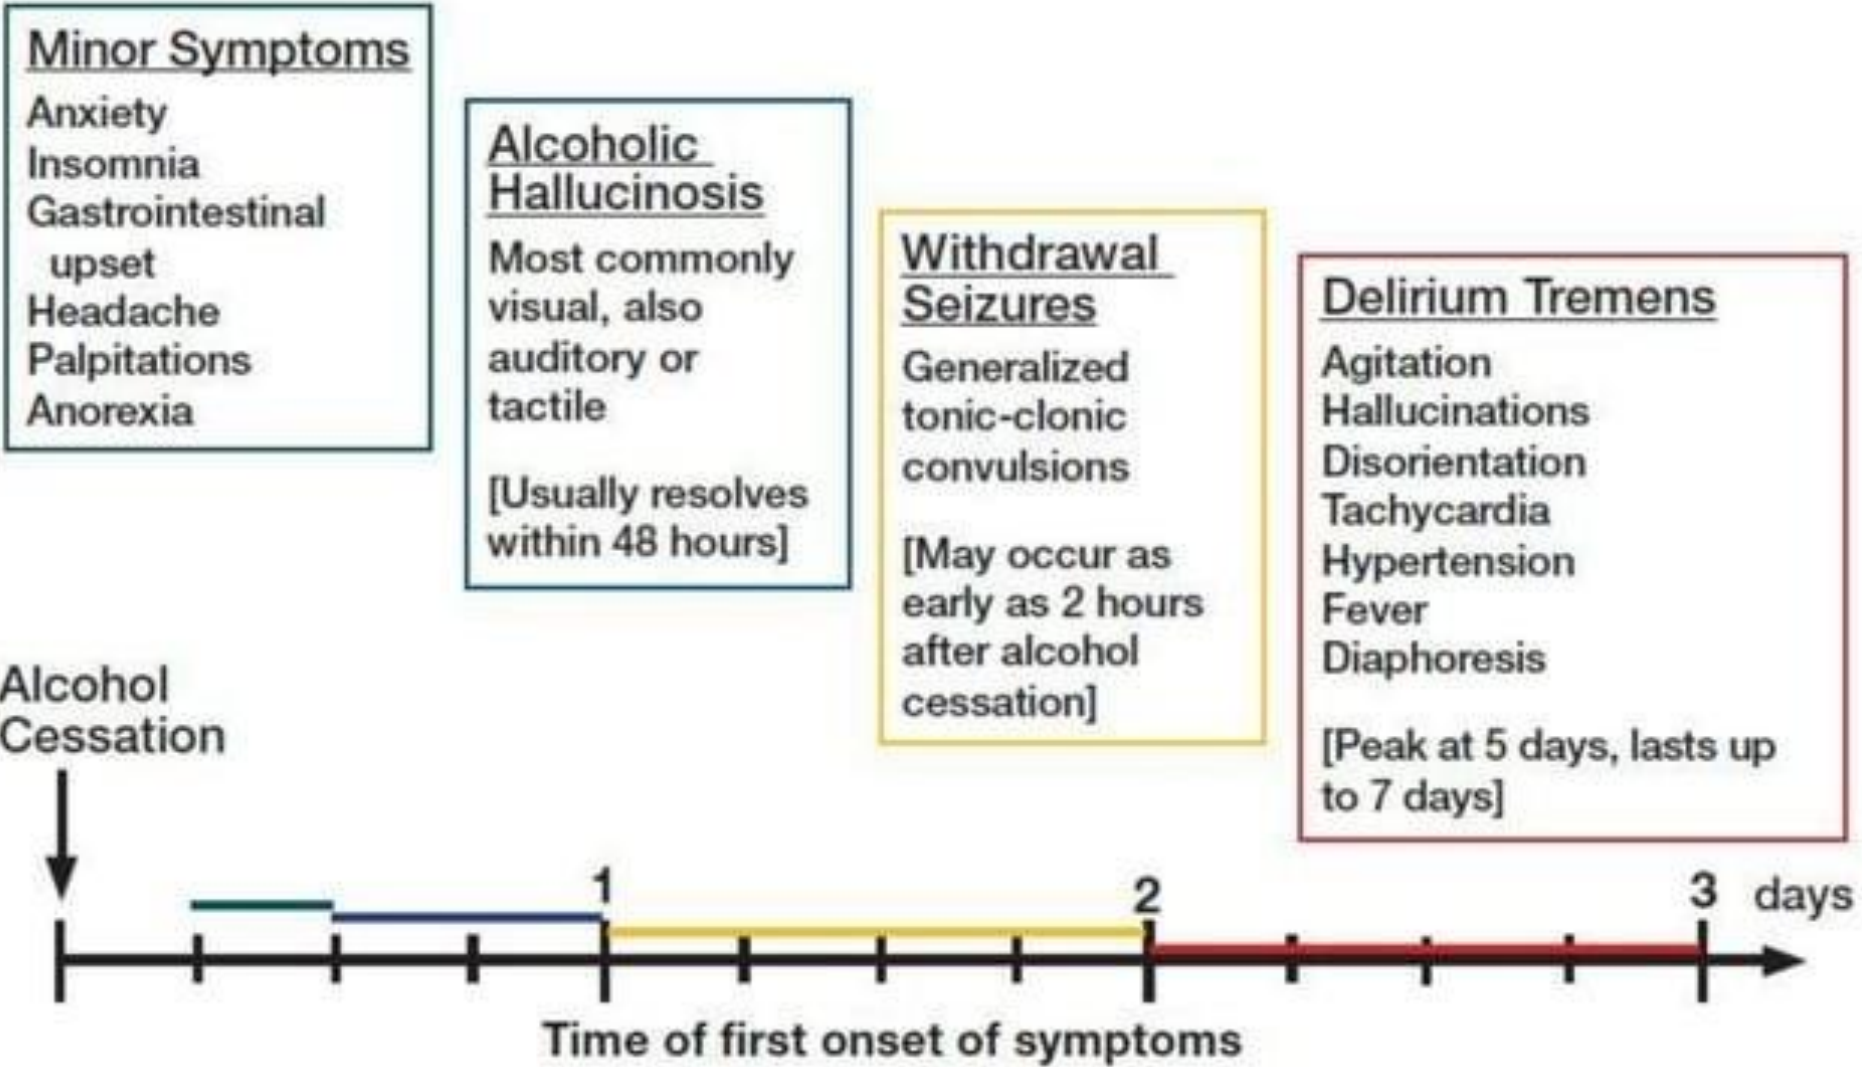 Minor Symptoms
Anxiety
Insomnia
Gastrointestinal
upset
Headache
Palpitations
Anorexia
Alcoholic
Hallucinosis
Most commonly
visual, also
auditory or
tactile
[Usually resolves
within 48 hours]
Withdrawal
Seizures
Generalized
tonic-clonic
convulsions
[May occur as
early as 2 hours
after alcohol
cessation]
Delirium Tremens
Agitation
Hallucinations
Disorientation
Tachycardia
Hypertension
Fever
Diaphoresis
[Peak at 5 days, lasts up
to 7 days]
Alcohol
Cessation
1 2 3 days
Time of first onset of symptoms